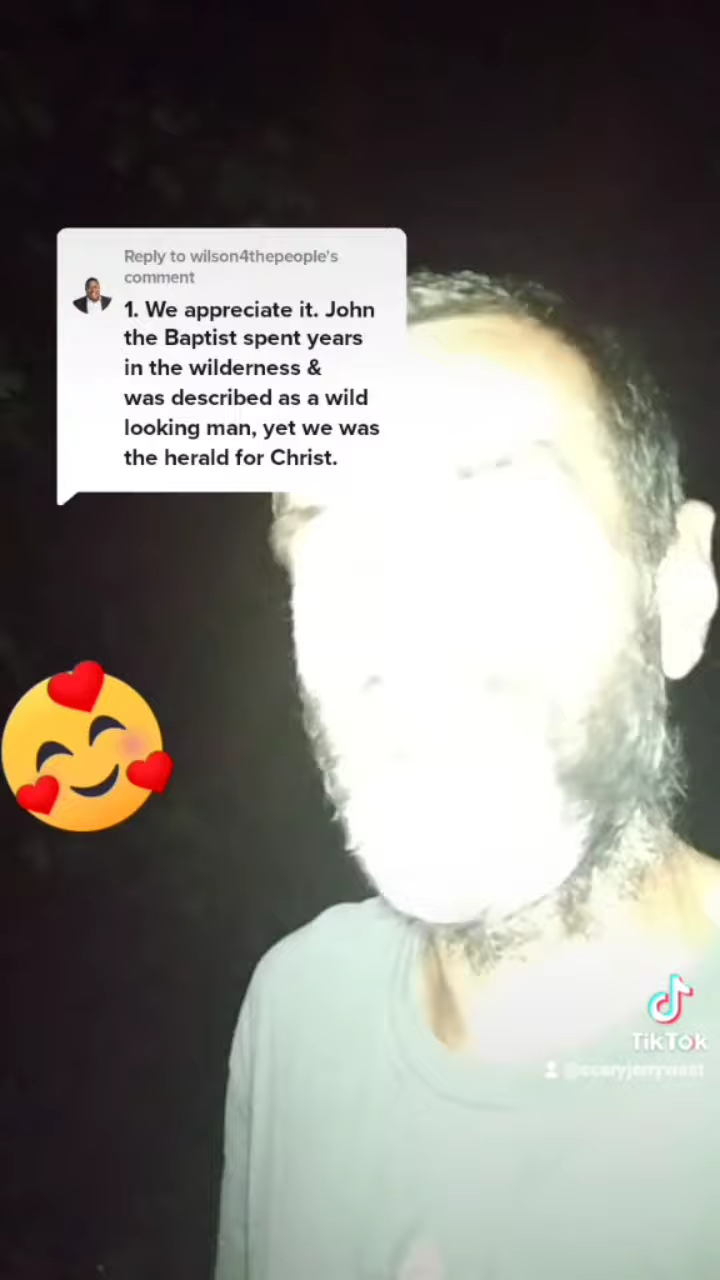 Reply to wilson4thepeople's
comment
1. We appreciate it. John
the Baptist spent years
in the wilderness &
was described as a wild
looking man, yet we was
the herald for Christ.
TikTok
@scaryjerrywest